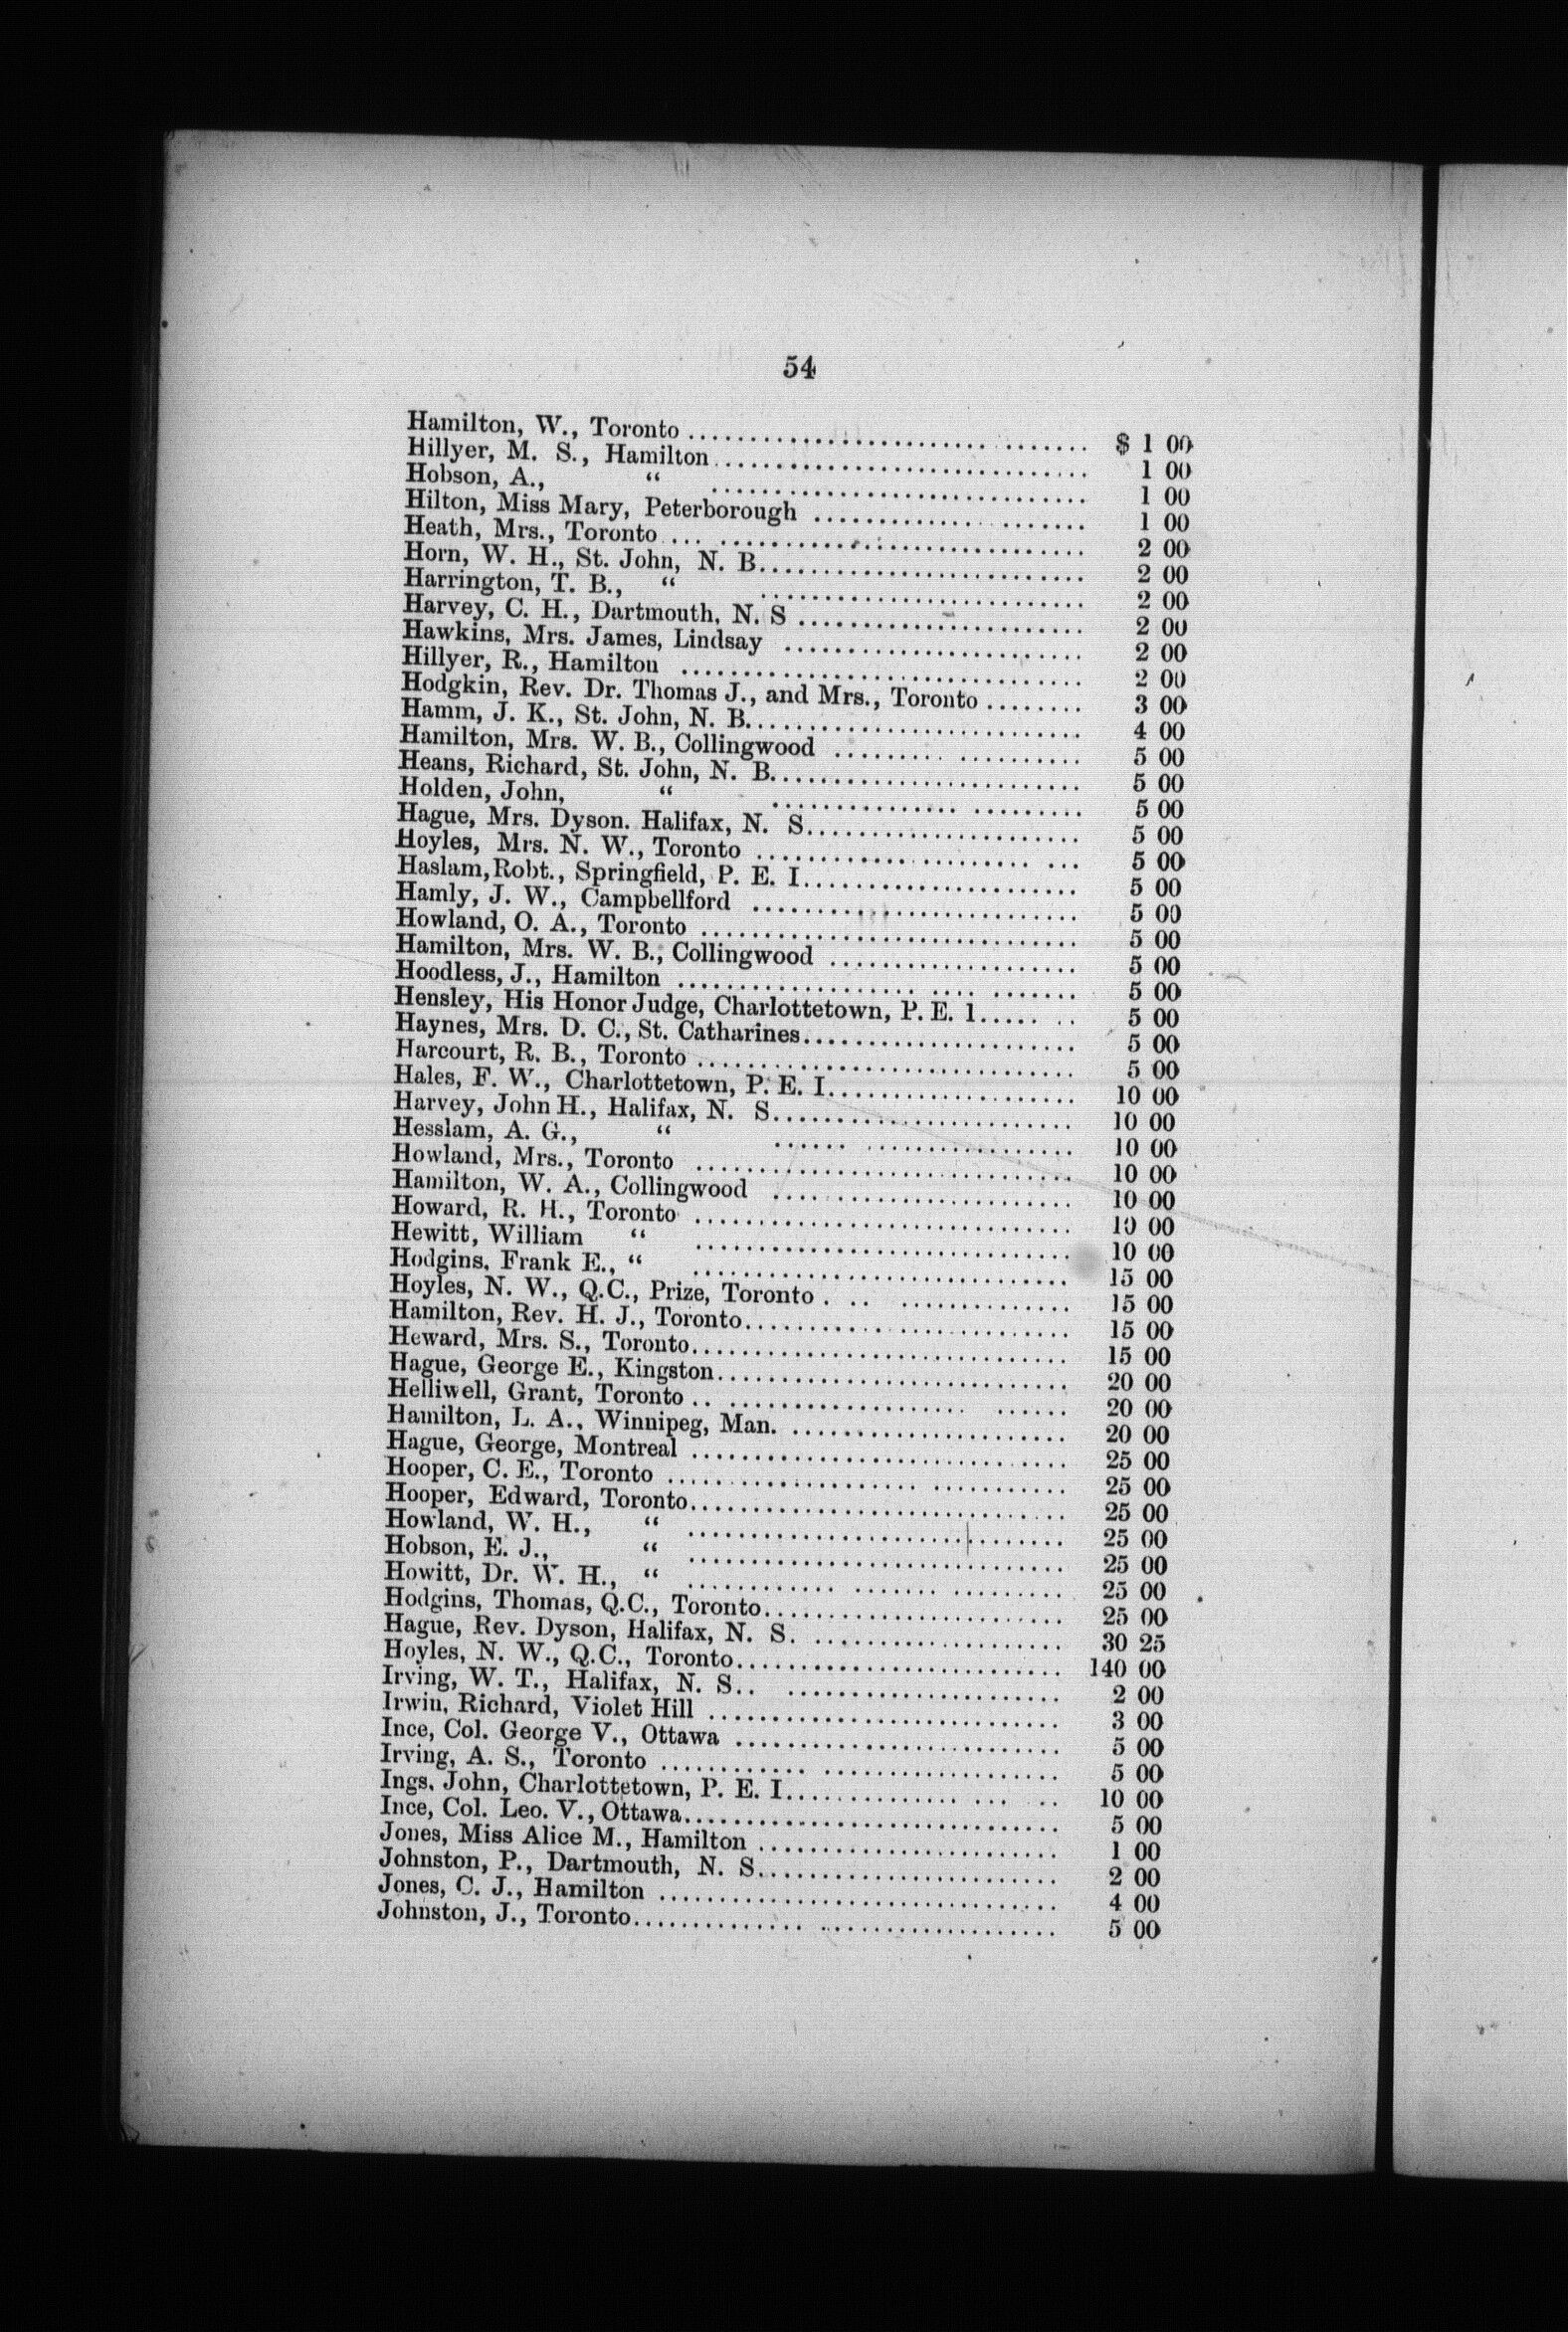 54
Hamilton, W., Toronto ........................ ....... $ 1 00
Hillyer, M. S., Hamilton.............................. 1 00
Hobson, A., “ .............................. 1 00
Hilton, Miss Mary, Peterborough .............. ....... 1 00
Heath, Mrs., Toronto ... ............................. 2 00
Horn, W. H., St. John, N. B.......................... 2 00
Harrington, T. B., “ .......................... 2 00
Harvey, C. H., Dartmouth, N. S ....................... 2 00
Hawkins, Mrs. James, Lindsay ........................ 2 00
Hillyer, R., Hamilton ................................ 2 00
Hodgkin, Rev. Dr. Thomas J., and Mrs., Toronto ........ 3 00
Hamm, J. K., St. John, N. B........................... 4 00
Hamilton, Mrs. W. B., Collingwood ......... .......... 5 00
Heans, Richard, St. John, N. B......................... 5 00
Holden, John, “ ............... ......... 5 00
Hague, Mrs. Dyson. Halifax, N. S...................... 5 00
Hoyles, Mrs. N. W., Toronto ...................... ... 5 00
Haslam, Robt., Springfield, P. E. I...................... 5 00
Hamly, J. W., Campbellford .......................... 5 00
Howland, O. A., Toronto .............................. 5 00
Hamilton, Mrs. W. B., Collingwood .................... 5 00
Hoodless, J., Hamilton ................... .... ....... 5 00
Hensley, His Honor Judge, Charlottetown, P. E. I..... .. 5 00
Haynes, Mrs. D. C., St. Catharines...................... 5 00
Harcourt, R. B., Toronto .............................. 5 00
Hales, F. W., Charlottetown, P. E. I.................... 10 00
Harvey, John H., Halifax, N. S........................ 10 00
Hesslam, A. G., “ ...... ................. 10 00
Howland, Mrs., Toronto .............................. 10 00
Hamilton, W. A., Collingwood ........................ 10 00
Howard, R. H., Toronto .............................. 10 00
Hewitt, William “ .............................. 10 00
Hodgins, Frank E., “ .............................. 15 00
Hoyles, N. W., Q.C., Prize, Toronto . .. .............. 15 00
Hamilton, Rev. H. J., Toronto.......................... 15 00
Heward, Mrs. S., Toronto.............................. 15 00
Hague, George E., Kingston............................ 20 00
Helliwell, Grant, Toronto .. ................... ...... 20 00
Hamilton, L. A., Winnipeg, Man. ...................... 20 00
Hague, George, Montreal .............................. 25 00
Hooper, C. E., Toronto .................... ........... 25 00
Hooper, Edward, Toronto.............................. 25 00
Howland, W. H., “ .............................. 25 00
Hobson, E. J., “ .............................. 25 00
Howitt, Dr. W. H., “ ............ ....... ......... 25 00
Hodgins, Thomas, Q.C., Toronto........................ 25 00
Hague, Rev. Dyson, Halifax, N. S. .................... 30 25
Hoyles, N. W., Q.C., Toronto.......................... 140 00
Irving, W. T., Halifax, N. S.. ...................... 2 00
Irwin, Richard, Violet Hill ............................ 3 00
Ince, Col. George V., Ottawa .......................... 5 00
Irving, A. S., Toronto ............ ................... 5 00
Ings, John, Charlottetown, P. E. I.............. ... .. 10 00
Ince, Col. Leo. V., Ottawa.............................. 5 00
Jones, Miss Alice M., Hamilton ........................ 1 00
Johnston, P., Dartmouth, N. S......................... 2 00
Jones, C. J., Hamilton ................................ 4 00
Johnston, J., Toronto.............. ................... 5 00